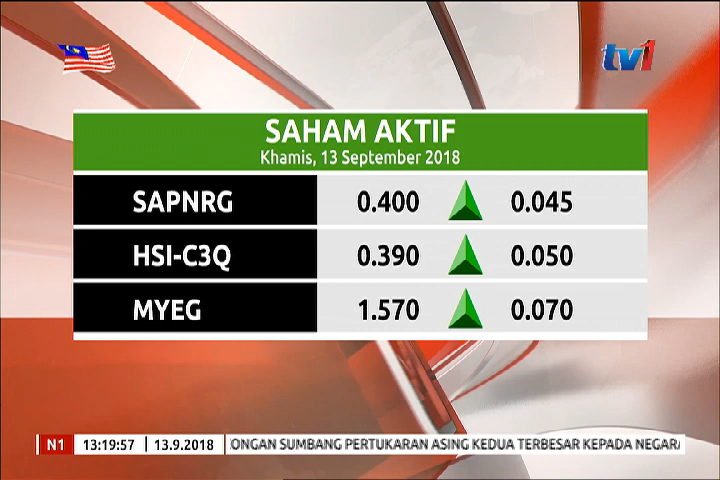 tv1
SAHAM AKTIF
Khamis, 13 September 2018
SAPNRG 0.400 0.045
HSI-C3Q 0.390 0.050
MYEG 1.570 0.070
N1 13:19:57 13.9.2018 ONGAN SUMBANG PERTUKARAN ASING KEDUA TERBESAR KEPADA NEGARA